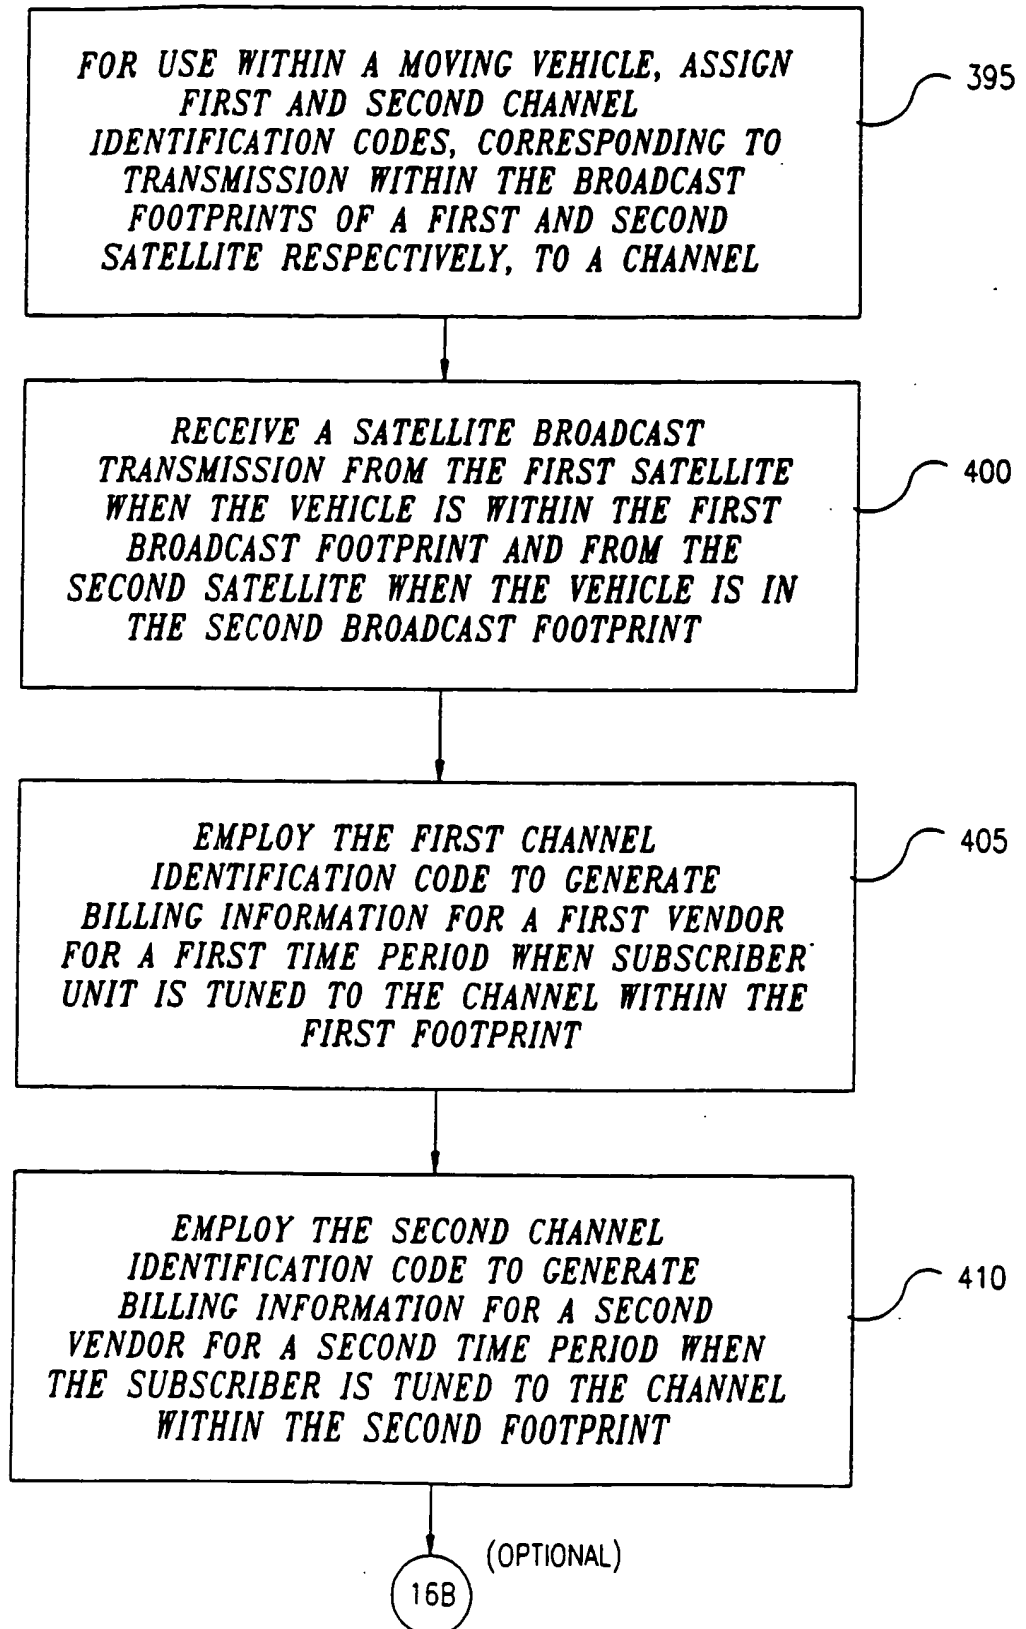 FOR USE WITHIN A MOVING VEHICLE, ASSIGN
FIRST AND SECOND CHANNEL
IDENTIFICATION CODES, CORRESPONDING TO
TRANSMISSION WITHIN THE BROADCAST
FOOTPRINTS OF A FIRST AND SECOND
SATELLITE RESPECTIVELY, TO A CHANNEL
395
RECEIVE A SATELLITE BROADCAST
TRANSMISSION FROM THE FIRST SATELLITE
WHEN THE VEHICLE IS WITHIN THE FIRST
BROADCAST FOOTPRINT AND FROM THE
SECOND SATELLITE WHEN THE VEHICLE IS IN
THE SECOND BROADCAST FOOTPRINT
400
EMPLOY THE FIRST CHANNEL
IDENTIFICATION CODE TO GENERATE
BILLING INFORMATION FOR A FIRST VENDOR
FOR A FIRST TIME PERIOD WHEN SUBSCRIBER
UNIT IS TUNED TO THE CHANNEL WITHIN THE
FIRST FOOTPRINT
405
EMPLOY THE SECOND CHANNEL
IDENTIFICATION CODE TO GENERATE
BILLING INFORMATION FOR A SECOND
VENDOR FOR A SECOND TIME PERIOD WHEN
THE SUBSCRIBER IS TUNED TO THE CHANNEL
WITHIN THE SECOND FOOTPRINT
410
(OPTIONAL)
16B